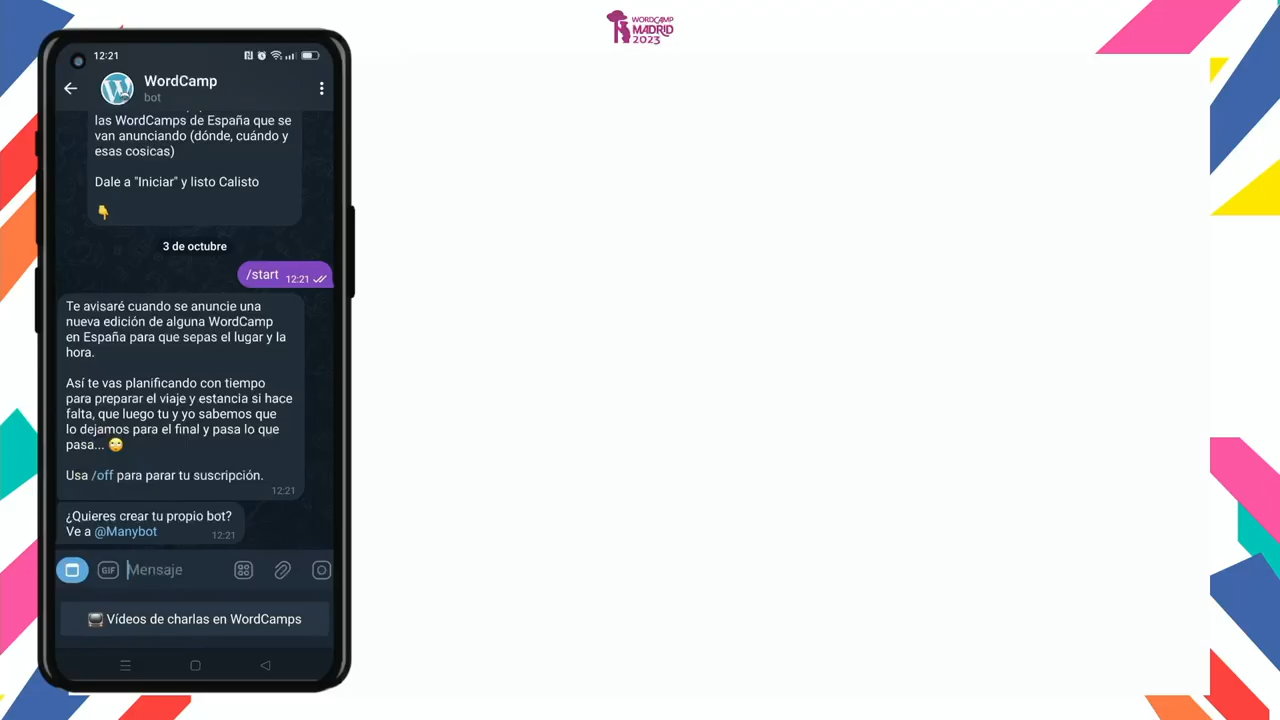 WORDCAMP
MADRID
2023
12:21
WordCamp
bot
las WordCamps de España que se
van anunciando (dónde, cuándo y
esas cosicas)
Dale a "Iniciar" y listo Calisto
3 de octubre
/start 12:21
Te avisaré cuando se anuncie una
nueva edición de alguna WordCamp
en España para que sepas el lugar y la
hora.
Así te vas planificando con tiempo
para preparar el viaje y estancia si hace
falta, que luego tu y yo sabemos que
lo dejamos para el final y pasa lo que
pasa...
Usa /off para parar tu suscripción.
12:21
¿Quieres crear tu propio bot?
Ve a @Manybot 12:21
GIF Mensaje
Vídeos de charlas en WordCamps